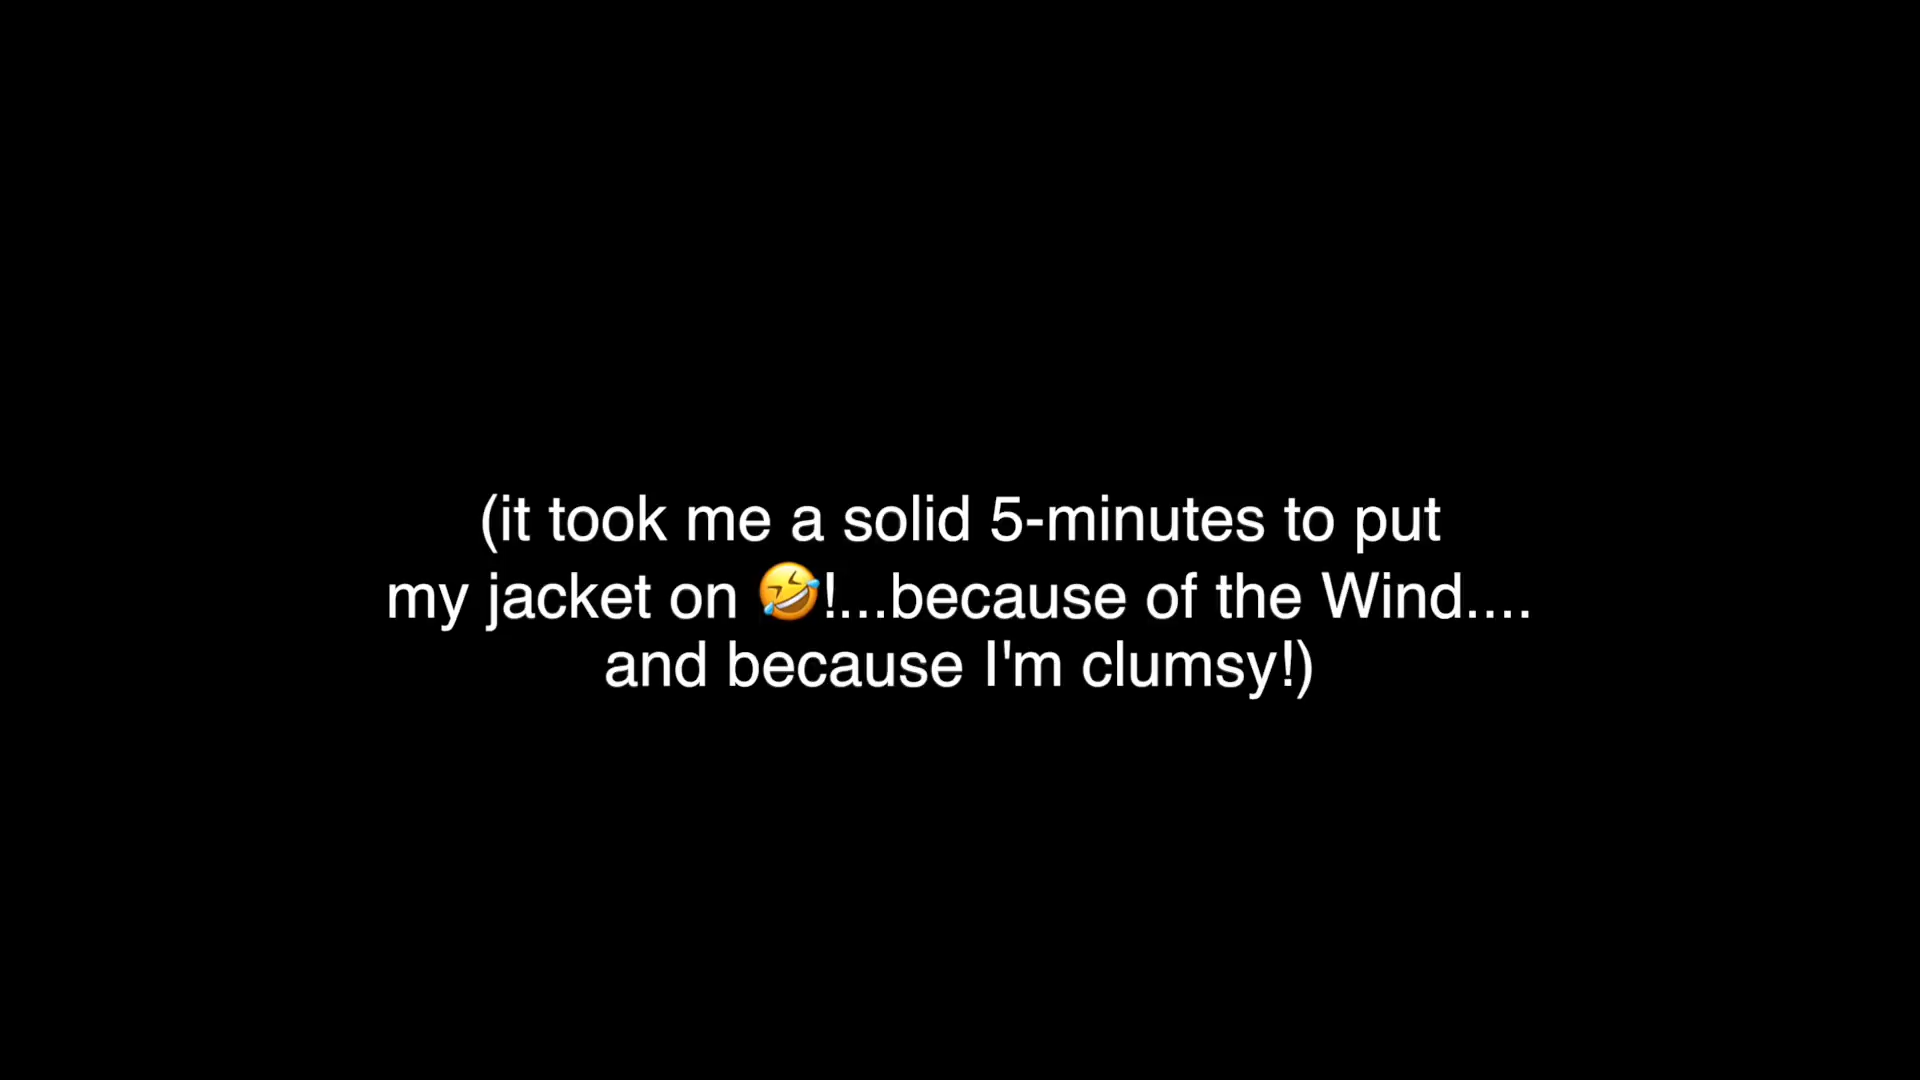 (it took me a solid 5-minutes to put
my jacket on 🤣!...because of the Wind....
and because I'm clumsy!)